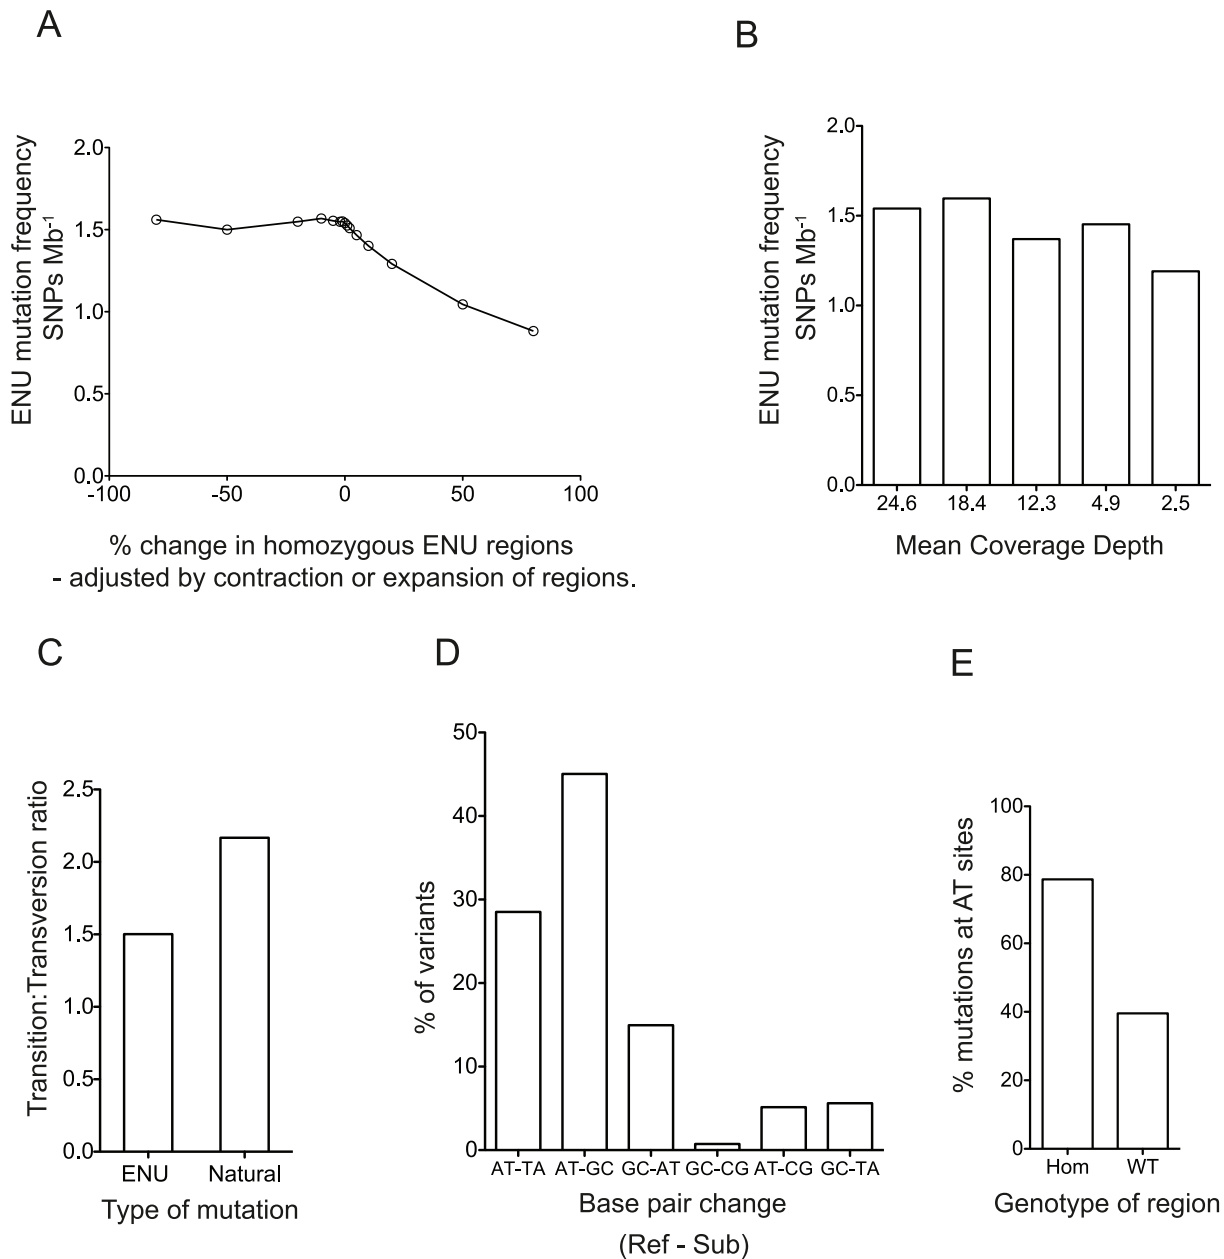 A
ENU mutation frequency
SNPs Mb⁻¹
2.0
1.5
1.0
0.5
0.0
-100
-50
0
50
100
% change in homozygous ENU regions
- adjusted by contraction or expansion of regions.
B
ENU mutation frequency
SNPs Mb⁻¹
2.0
1.5
1.0
0.5
0.0
24.6
18.4
12.3
4.9
2.5
Mean Coverage Depth
C
Transition:Transversion ratio
2.5
2.0
1.5
1.0
0.5
0.0
ENU
Natural
Type of mutation
D
% of variants
50
40
30
20
10
0
AT-TA
AT-GC
GC-AT
GC-CG
AT-CG
GC-TA
Base pair change
(Ref - Sub)
E
% mutations at AT sites
100
80
60
40
20
0
Hom
WT
Genotype of region